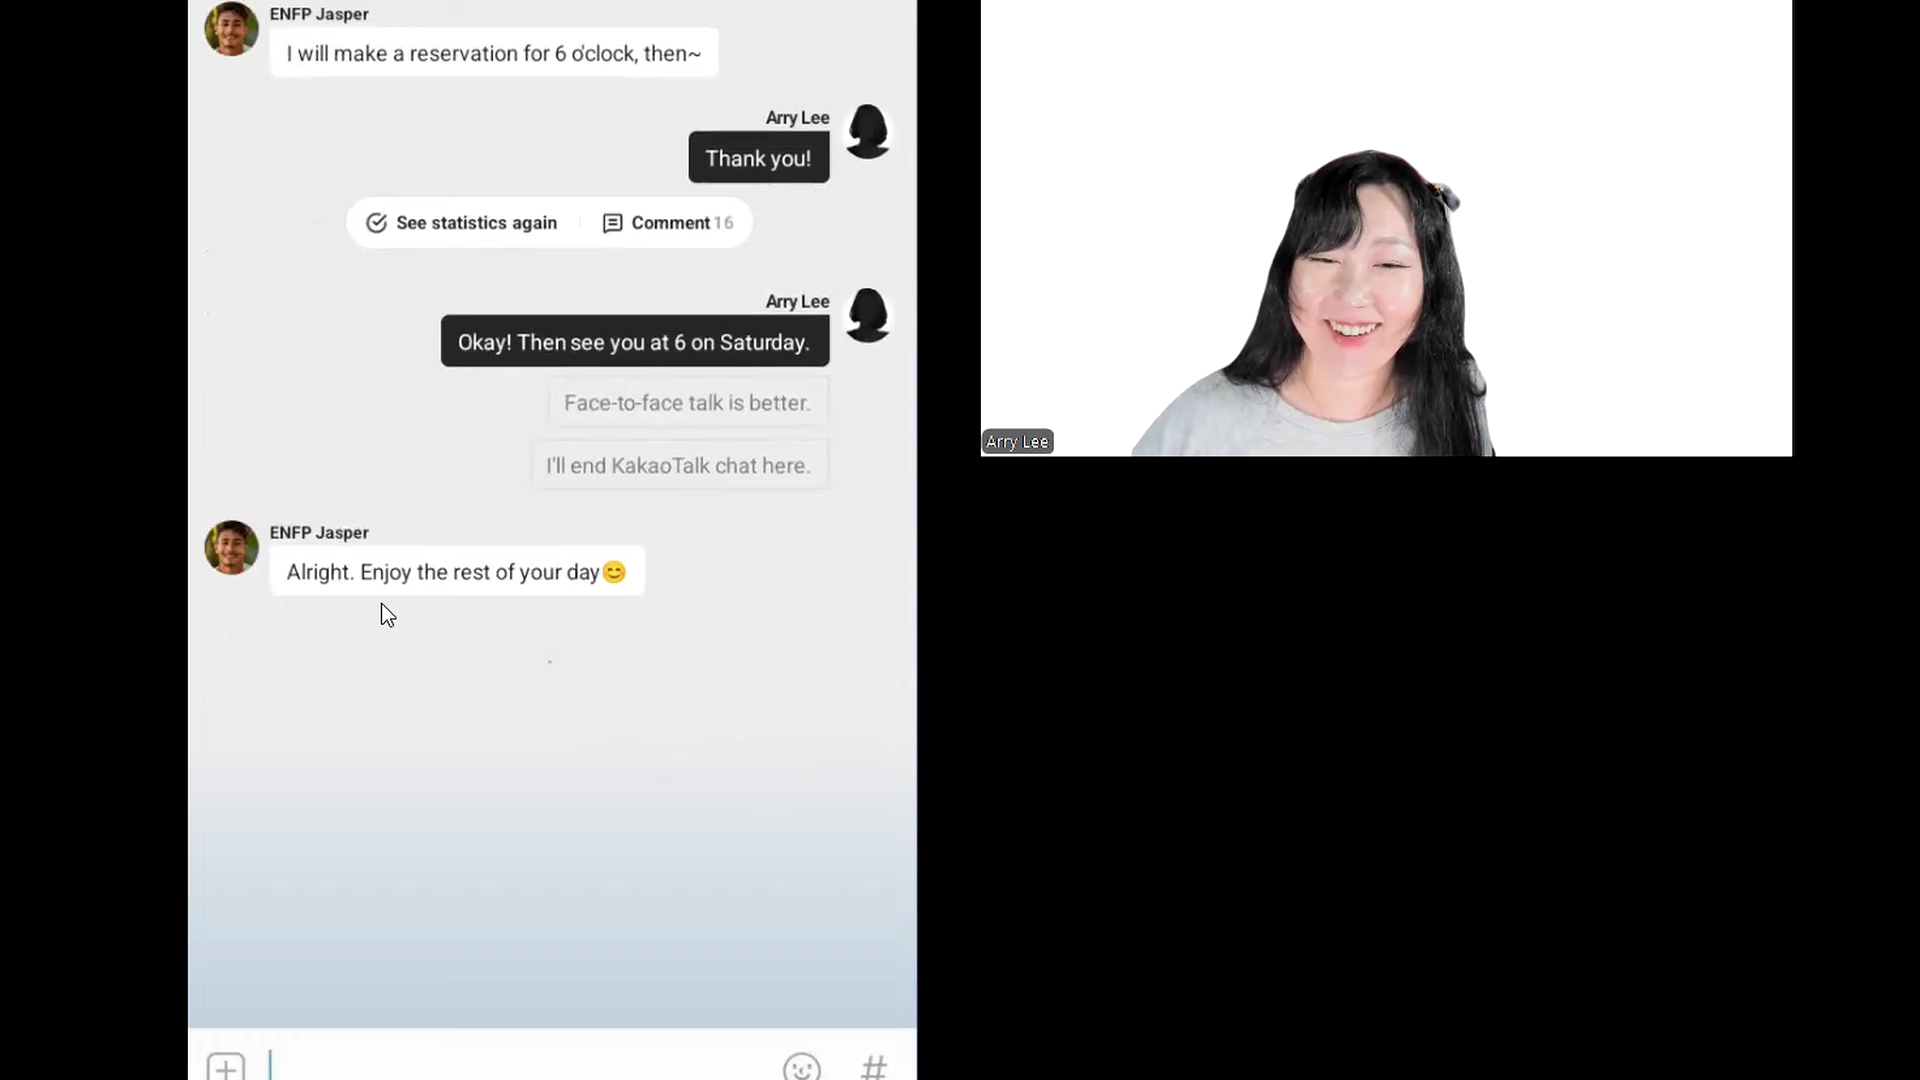 ENFP Jasper
I will make a reservation for 6 o'clock, then~
Arry Lee
Thank you!
See statistics again
Comment 16
Arry Lee
Okay! Then see you at 6 on Saturday.
Face-to-face talk is better.
I'll end KakaoTalk chat here.
ENFP Jasper
Alright. Enjoy the rest of your day😊
#
Arry Lee